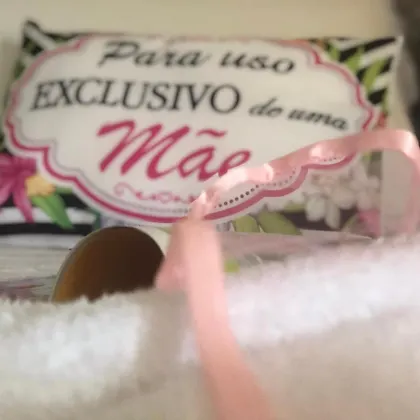 Para uso
EXCLUSIVO de uma
Mãe